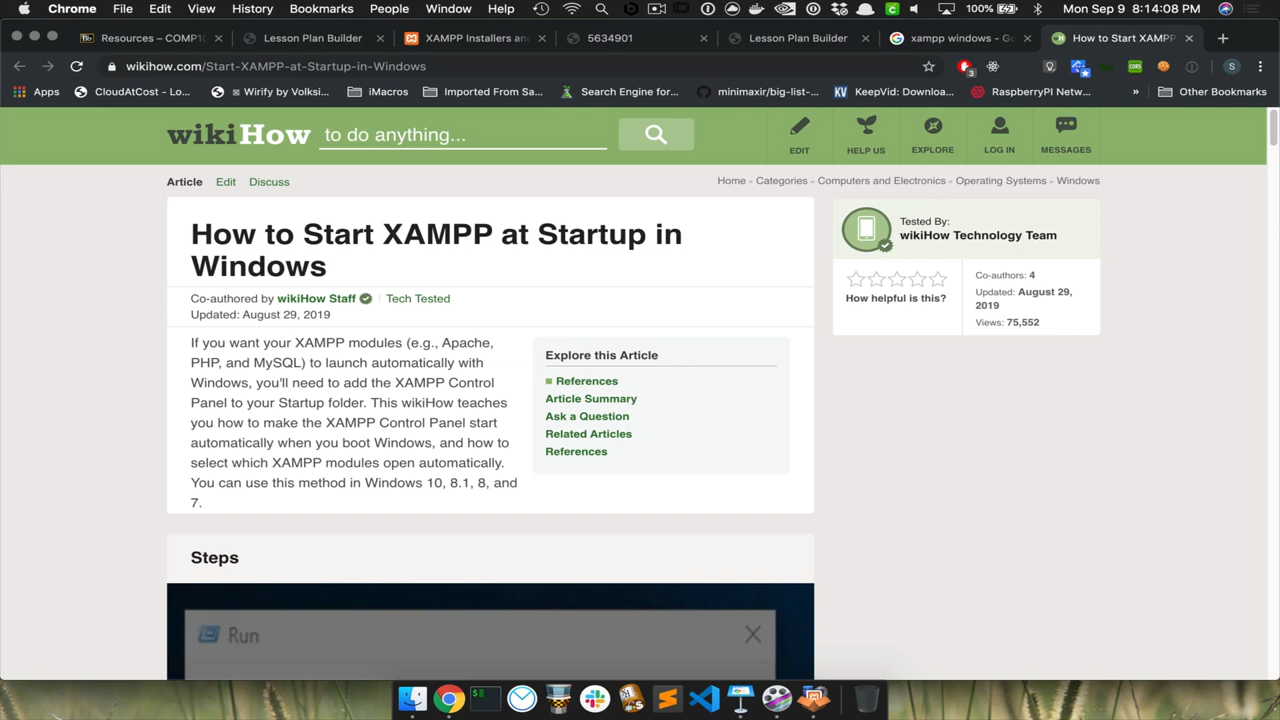 Chrome File Edit View History Bookmarks People Window Help 100% Mon Sep 9 8:14:08 PM
Resources – COMP10 Lesson Plan Builder XAMPP Installers an 5634901 Lesson Plan Builder xampp windows - Go How to Start XAMPP
wikihow.com/Start-XAMPP-at-Startup-in-Windows
3 CORS S
Apps CloudAtCost - Lo... Wirify by Volksi... iMacros Imported From Sa... Search Engine for... minimaxir/big-list-... KeepVid: Downloa... RaspberryPI Netw... » Other Bookmarks
wikiHow to do anything...
EDIT HELP US EXPLORE LOG IN MESSAGES
Article Edit Discuss
Home » Categories » Computers and Electronics » Operating Systems » Windows
How to Start XAMPP at Startup in
Windows
Co-authored by wikiHow Staff Tech Tested
Updated: August 29, 2019
If you want your XAMPP modules (e.g., Apache,
PHP, and MySQL) to launch automatically with
Windows, you'll need to add the XAMPP Control
Panel to your Startup folder. This wikiHow teaches
you how to make the XAMPP Control Panel start
automatically when you boot Windows, and how to
select which XAMPP modules open automatically.
You can use this method in Windows 10, 8.1, 8, and
7.
Explore this Article
References
Article Summary
Ask a Question
Related Articles
References
Tested By:
wikiHow Technology Team
How helpful is this?
Co-authors: 4
Updated: August 29,
2019
Views: 75,552
Steps
Run